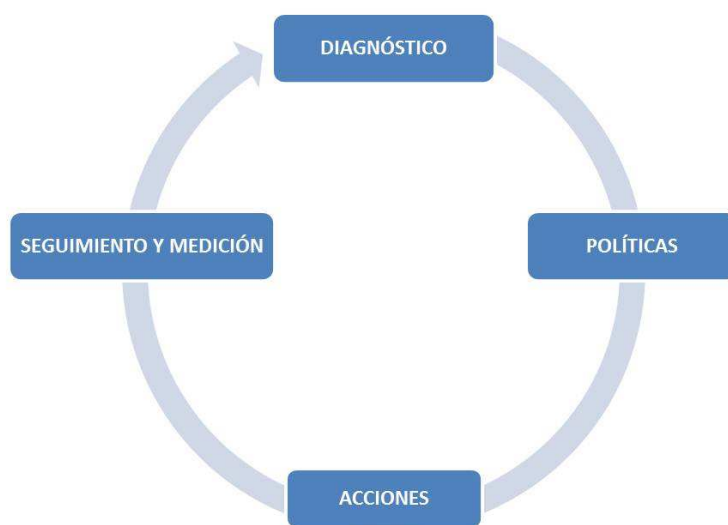 DIAGNÓSTICO
SEGUIMIENTO Y MEDICIÓN
POLÍTICAS
ACCIONES